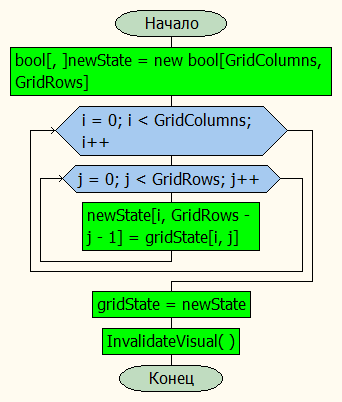 Начало
bool[, ]newState = new bool[GridColumns,
GridRows]
i = 0; i < GridColumns;
i++
j = 0; j < GridRows; j++
newState[i, GridRows -
j - 1] = gridState[i, j]
gridState = newState
InvalidateVisual( )
Конец